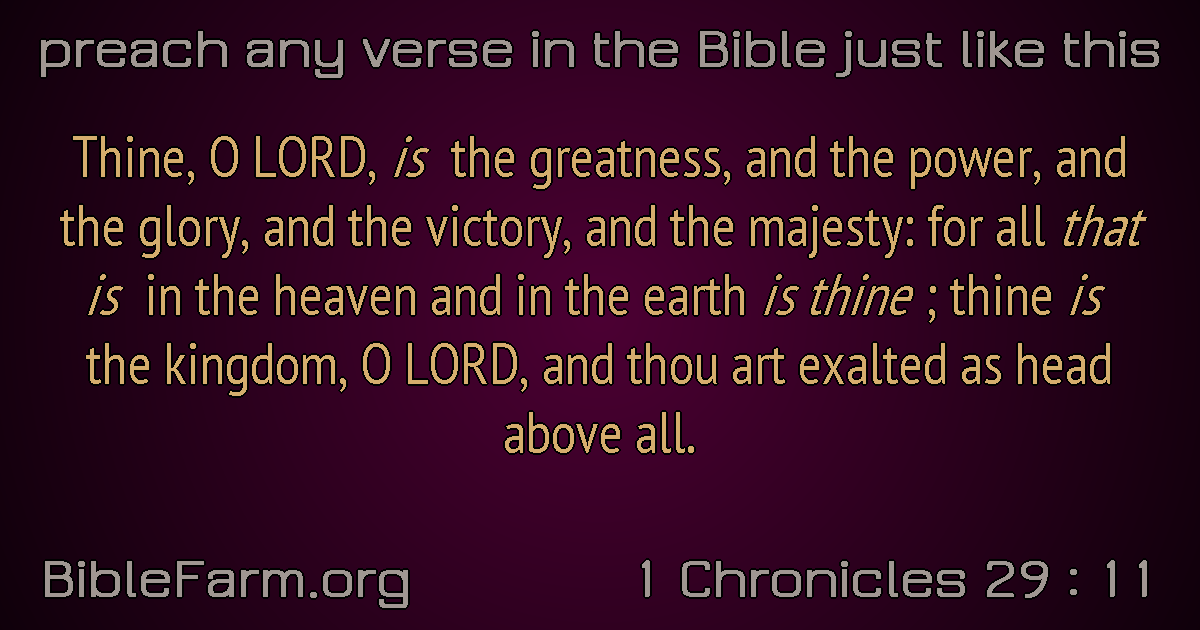 preach any verse in the Bible just like this
Thine, O LORD, is the greatness, and the power, and
the glory, and the victory, and the majesty: for all that
is in the heaven and in the earth is thine ; thine is
the kingdom, O LORD, and thou art exalted as head
above all.
BibleFarm.org
1 Chronicles 29 : 11